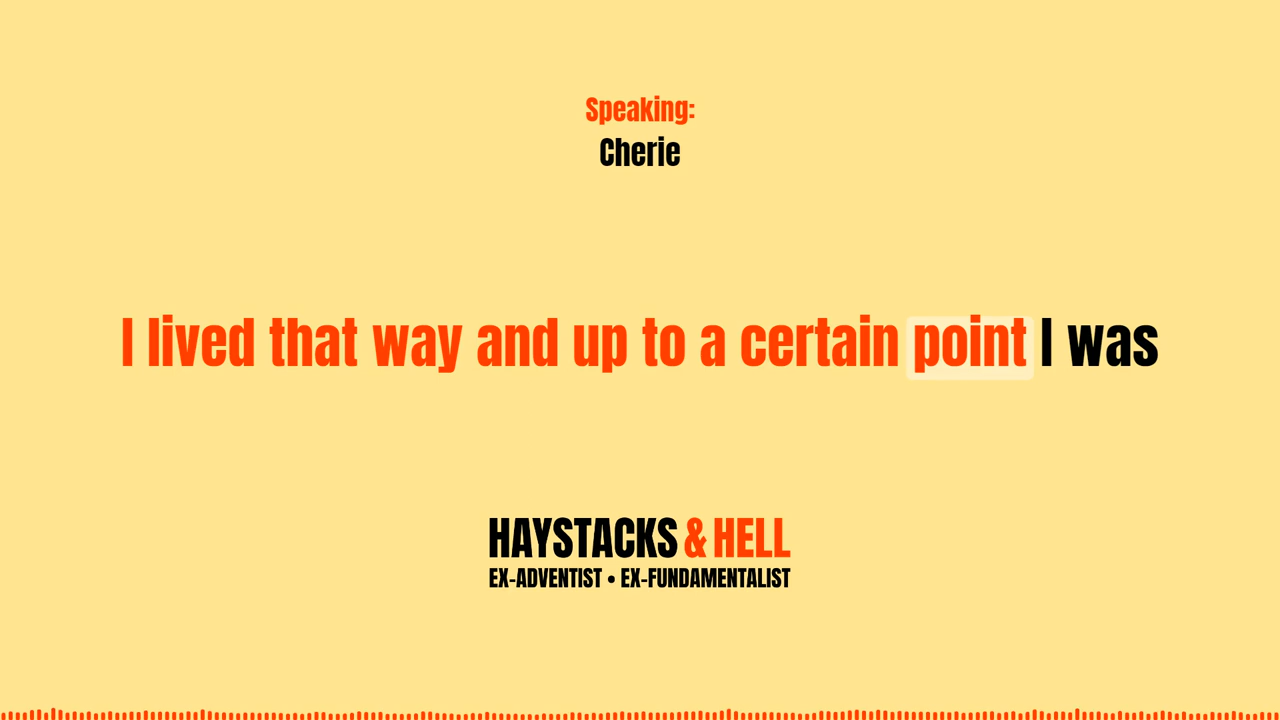 Speaking:
Cherie
I lived that way and up to a certain point I was
HAYSTACKS & HELL
EX-ADVENTIST • EX-FUNDAMENTALIST